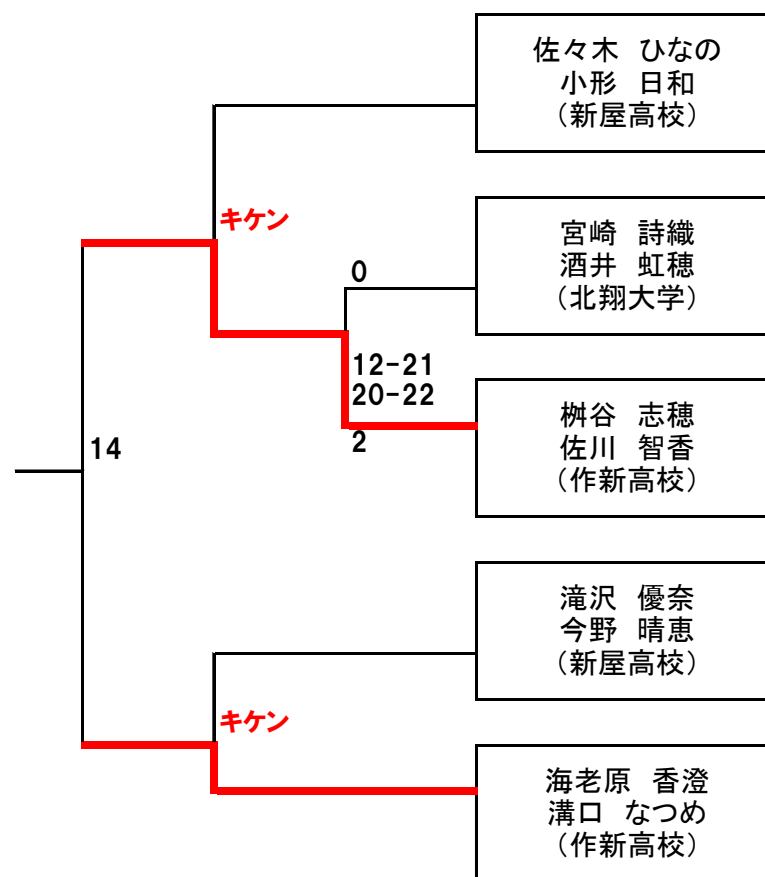 佐々木 ひなの
小形 日和
(新屋高校)
キケン
0
宮崎 詩織
酒井 虹穂
(北翔大学)
12-21
20-22
2
桝谷 志穂
佐川 智香
(作新高校)
14
滝沢 優奈
今野 晴恵
(新屋高校)
キケン
海老原 香澄
溝口 なつめ
(作新高校)